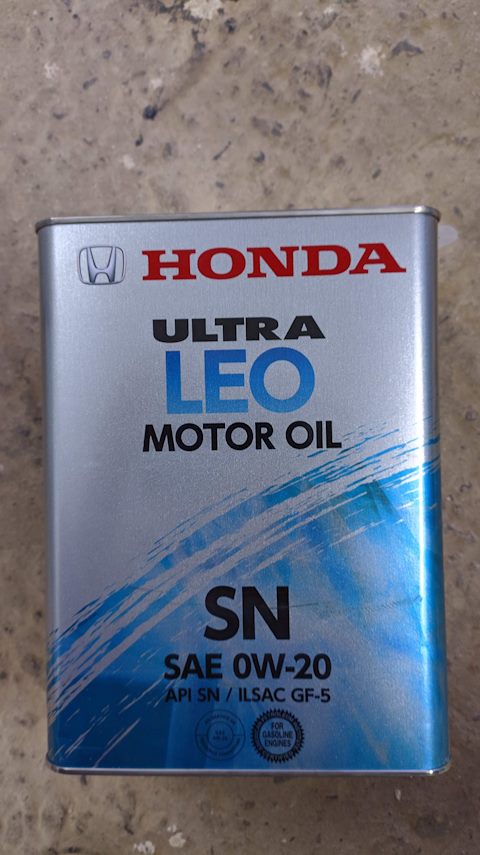 HONDA
ULTRA
LEO
MOTOR OIL
SN
SAE 0W-20
API SN / ILSAC GF-5
FOR
GASOLINE
ENGINES